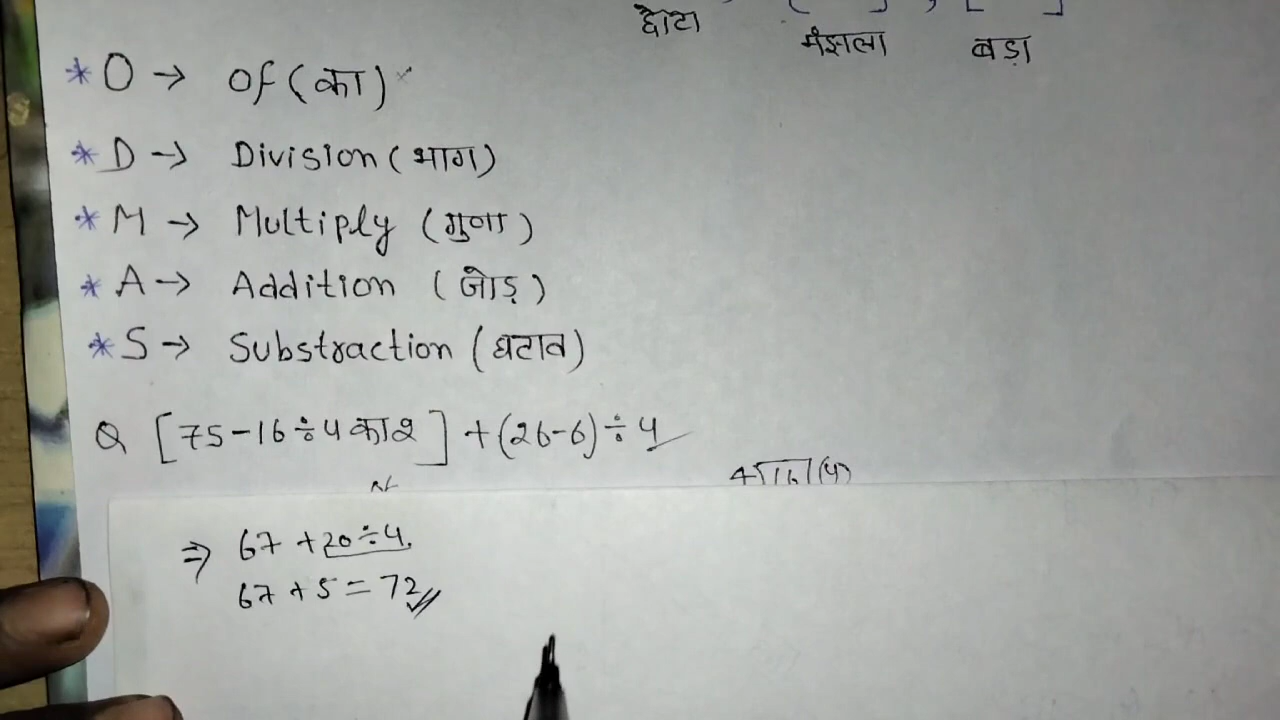 छोटा मंझला बड़ा
* O → of (का)
* D → Division (भाग)
* M → Multiply (गुणा)
* A → Addition (जोड़)
* S → Substraction (घटाव)
Q [75-16÷4 का २] + (26-6) ÷ 4
⇒ 67 + 20÷4
67 + 5 = 72